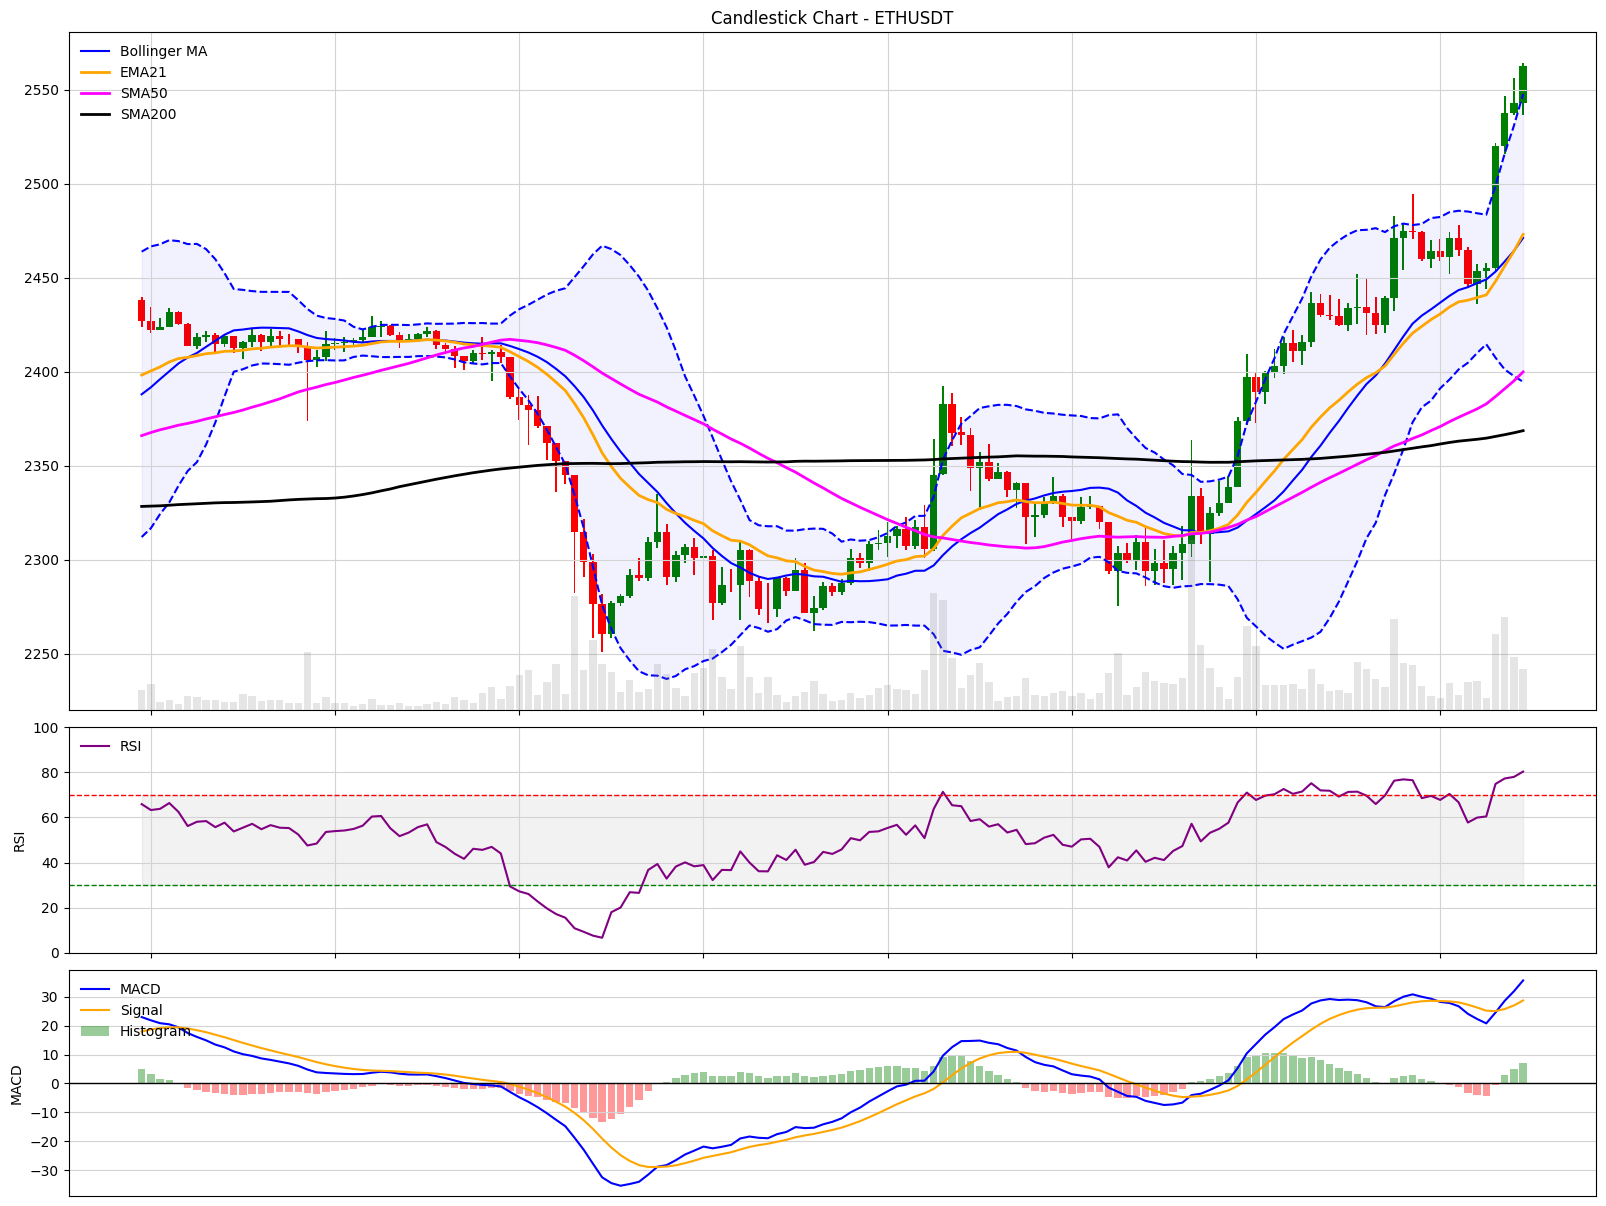 Candlestick Chart - ETHUSDT
Bollinger MA
EMA21
SMA50
SMA200
2550
2500
2450
2400
2350
2300
2250
RSI
100
80
60
40
20
0
RSI
MACD
Signal
Histogram
30
20
10
0
−10
−20
−30
MACD